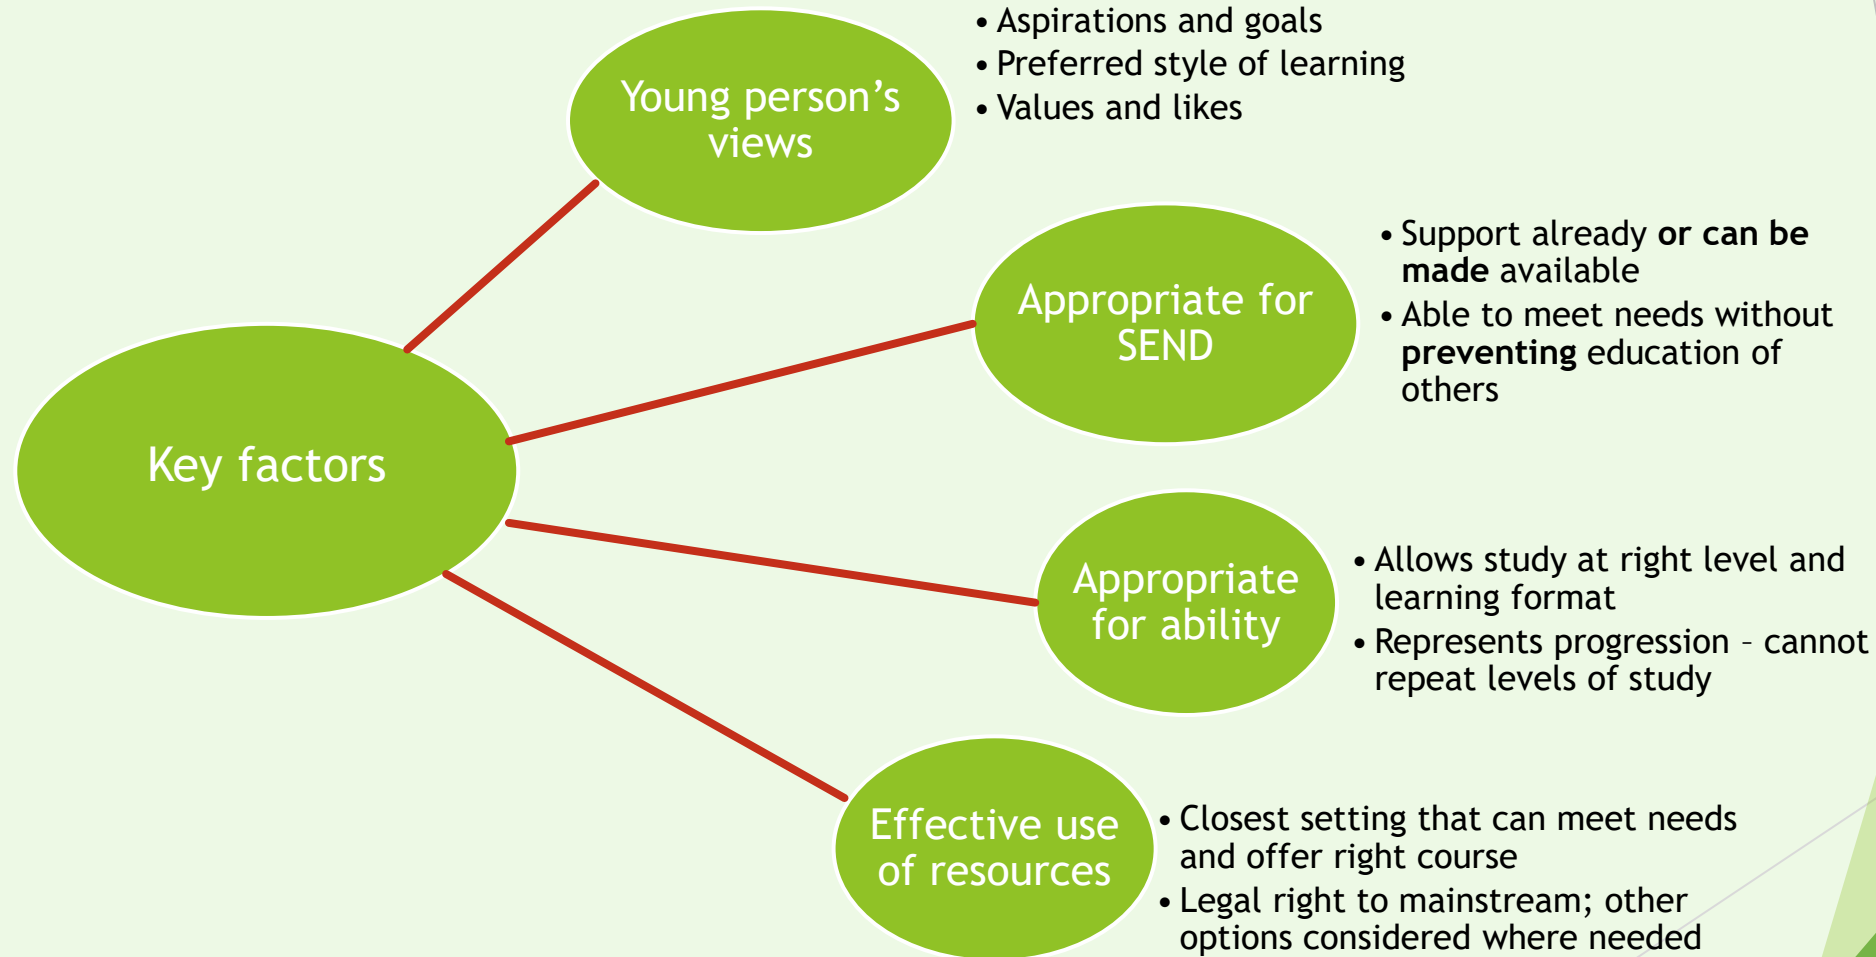 Young person’s
views
• Aspirations and goals
• Preferred style of learning
• Values and likes
Appropriate for
SEND
• Support already or can be
made available
• Able to meet needs without
preventing education of
others
Key factors
Appropriate
for ability
• Allows study at right level and
learning format
• Represents progression – cannot
repeat levels of study
Effective use
of resources
• Closest setting that can meet needs
and offer right course
• Legal right to mainstream; other
options considered where needed